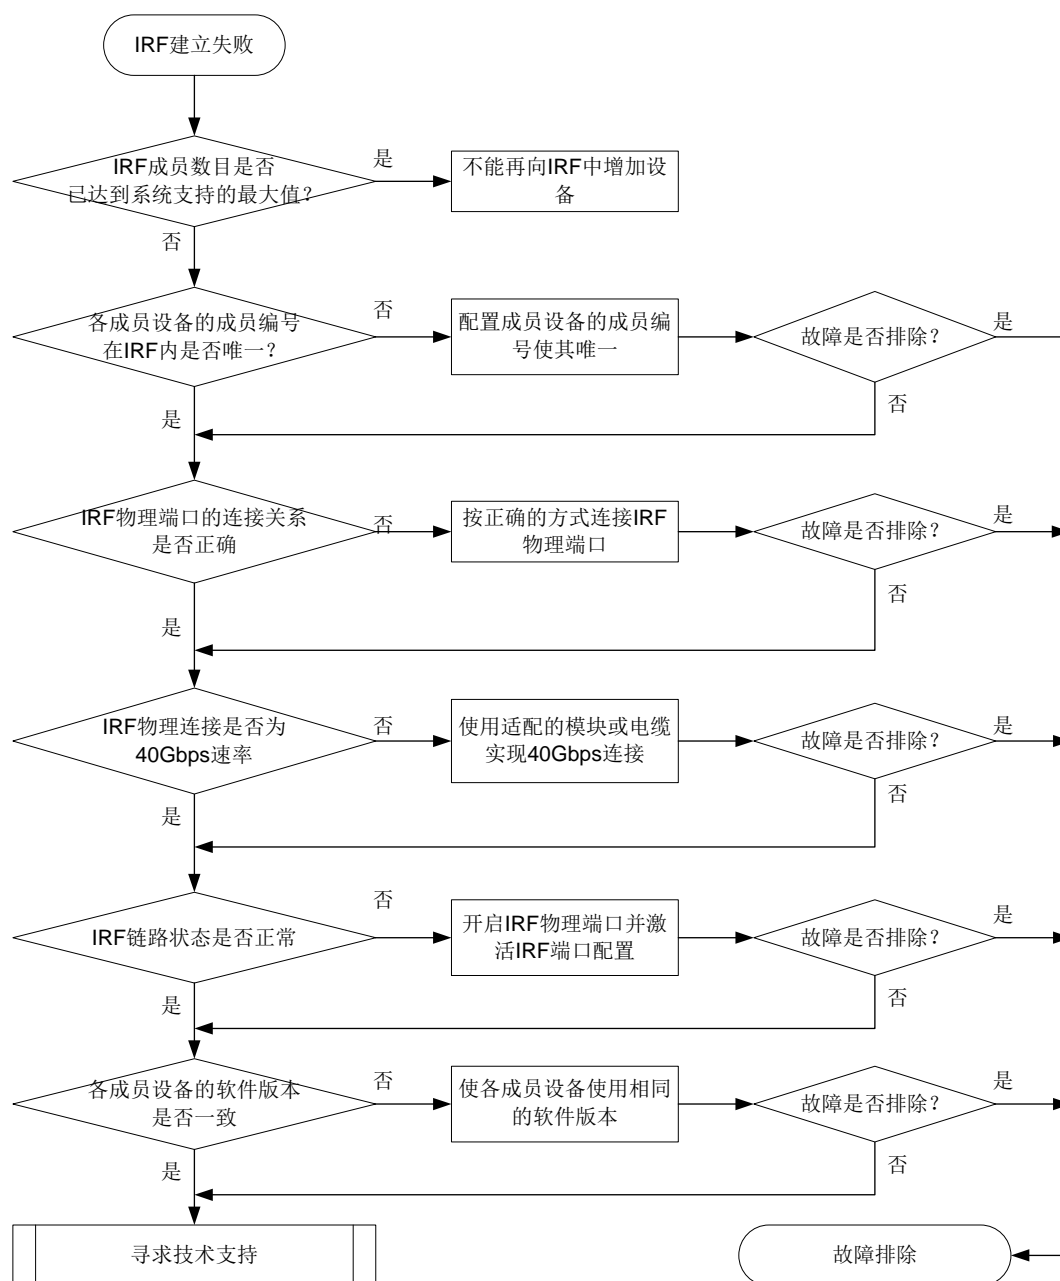 IRF建立失败
IRF成员数目是否
已达到系统支持的最大值？
是
不能再向IRF中增加设
备
否
各成员设备的成员编号
在IRF内是否唯一？
否
配置成员设备的成员编
号使其唯一
故障是否排除？
是
是
否
IRF物理端口的连接关系
是否正确
否
按正确的方式连接IRF
物理端口
故障是否排除？
是
是
否
IRF物理连接是否为
40Gbps速率
否
使用适配的模块或电缆
实现40Gbps连接
故障是否排除？
是
是
否
IRF链路状态是否正常
否
开启IRF物理端口并激
活IRF端口配置
故障是否排除？
是
是
否
各成员设备的软件版本
是否一致
否
使各成员设备使用相同
的软件版本
故障是否排除？
是
是
否
寻求技术支持
故障排除